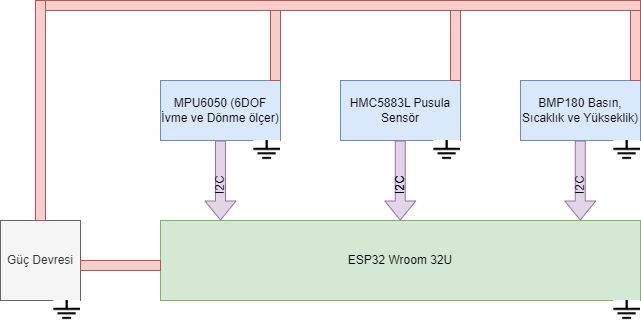 MPU6050 (6DOF
İvme ve Dönme ölçer)
HMC5883L Pusula
Sensör
BMP180 Basın,
Sıcaklık ve Yükseklik)
I2C
I2C
I2C
Güç Devresi
ESP32 Wroom 32U